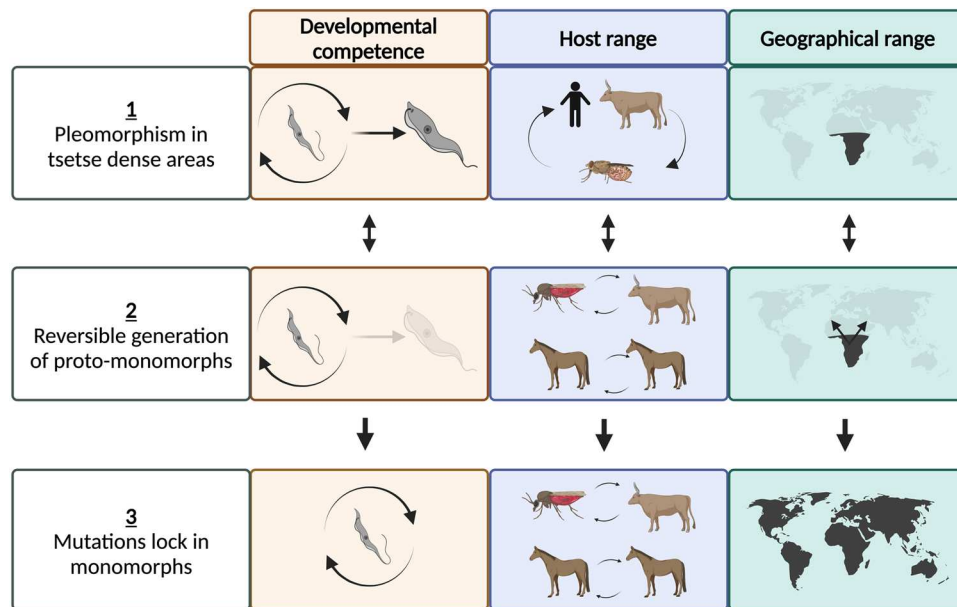 Developmental
competence
Host range
Geographical range
1
Pleomorphism in
tsetse dense areas
2
Reversible generation
of proto-monomorphs
3
Mutations lock in
monomorphs